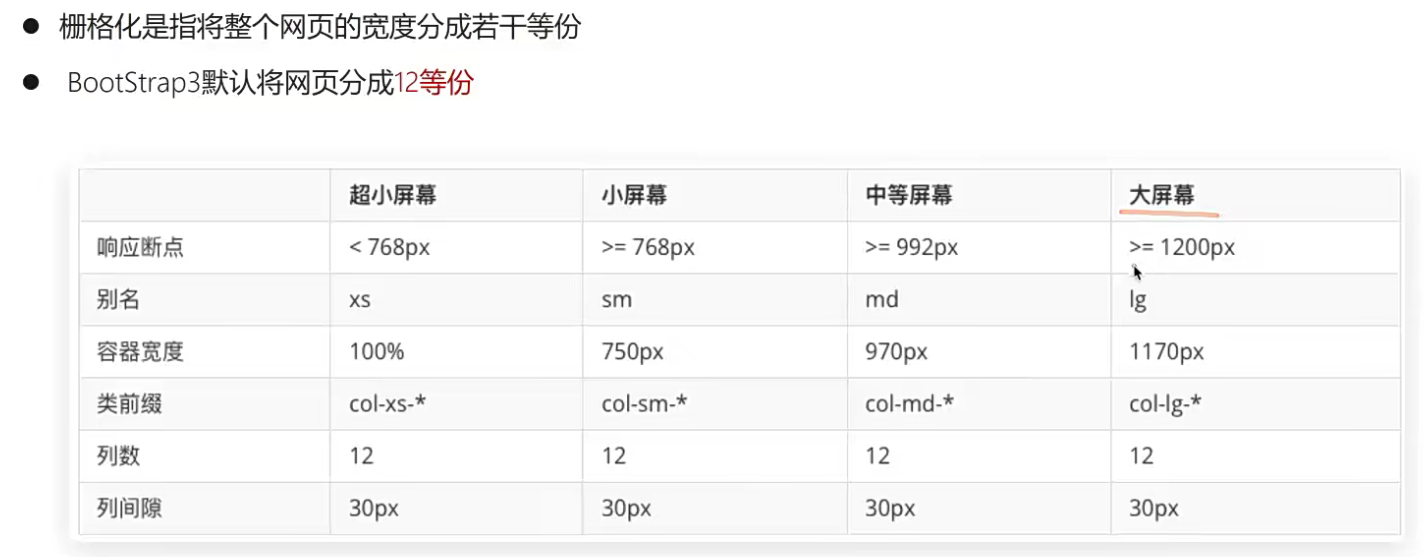 栅格化是指将整个网页的宽度分成若干等份
BootStrap3默认将网页分成12等份
超小屏幕 小屏幕 中等屏幕 大屏幕
响应断点 < 768px >= 768px >= 992px >= 1200px
别名 xs sm md lg
容器宽度 100% 750px 970px 1170px
类前缀 col-xs-* col-sm-* col-md-* col-lg-*
列数 12 12 12 12
列间隙 30px 30px 30px 30px